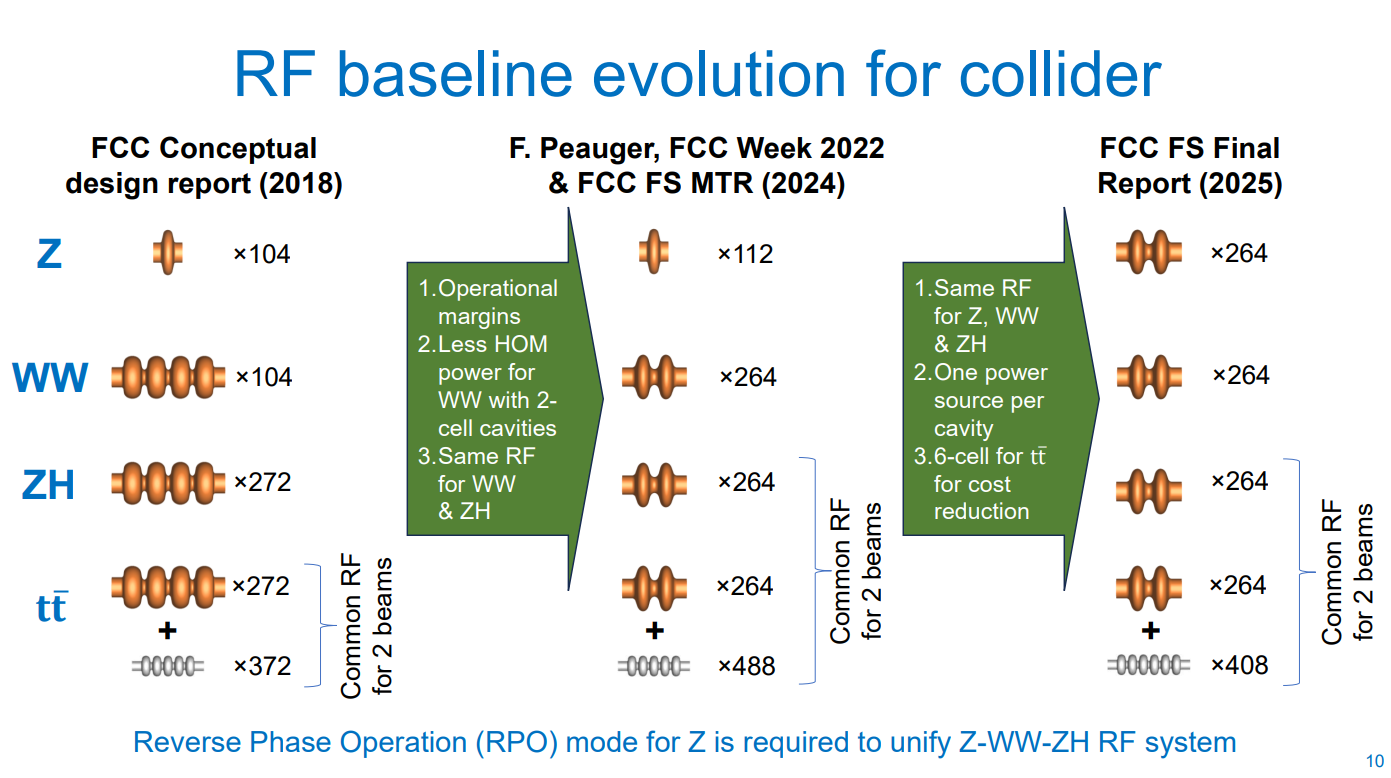 RF baseline evolution for collider
FCC Conceptual
design report (2018)
F. Peauger, FCC Week 2022
& FCC FS MTR (2024)
FCC FS Final
Report (2025)
Z
×104
×112
×264
WW
×104
×264
×264
ZH
×272
×264
×264
tt̄
×272
+
×372
×264
+
×488
×264
+
×408
Common RF
for 2 beams
Common RF
for 2 beams
Common RF
for 2 beams
1.Operational
margins
2.Less HOM
power for
WW with 2-
cell cavities
3.Same RF
for WW
& ZH
1.Same RF
for Z, WW
& ZH
2.One power
source per
cavity
3.6-cell for tt̄
for cost
reduction
Reverse Phase Operation (RPO) mode for Z is required to unify Z-WW-ZH RF system
10